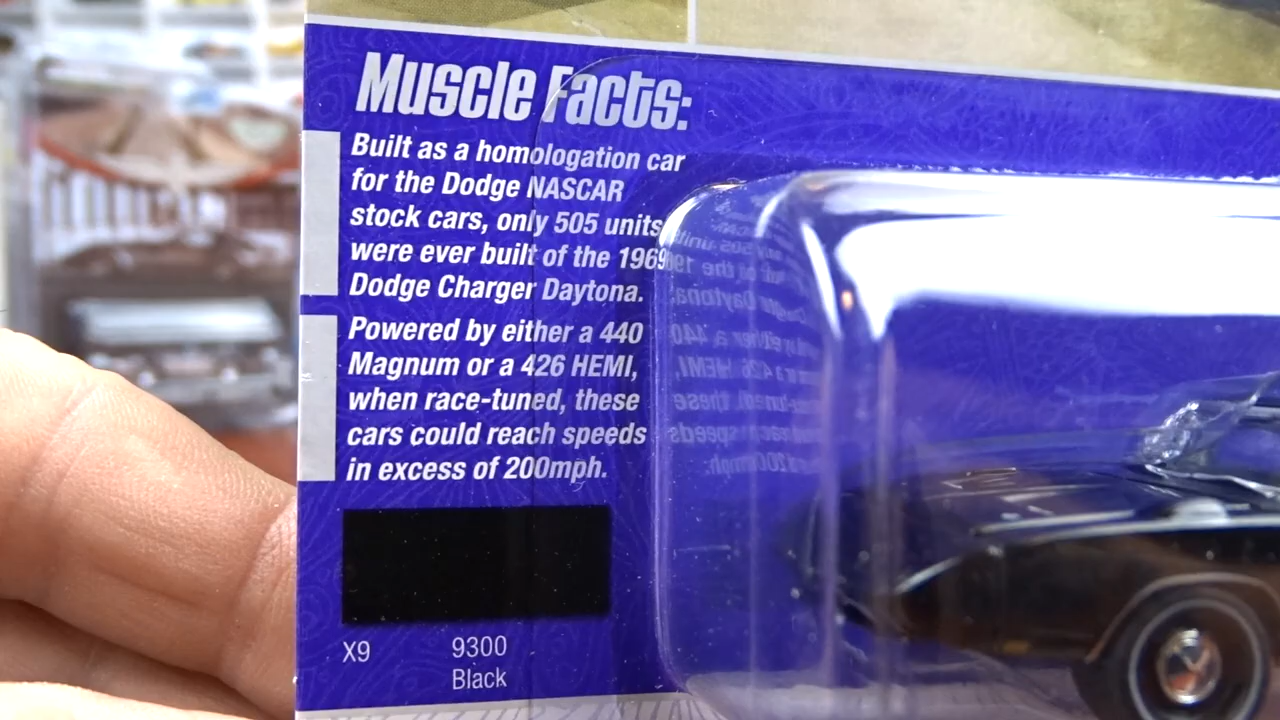 Muscle Facts:
Built as a homologation car
for the Dodge NASCAR
stock cars, only 505 units
were ever built of the 1969
Dodge Charger Daytona.
Powered by either a 440
Magnum or a 426 HEMI,
when race-tuned, these
cars could reach speeds
in excess of 200mph.
X9 9300
Black